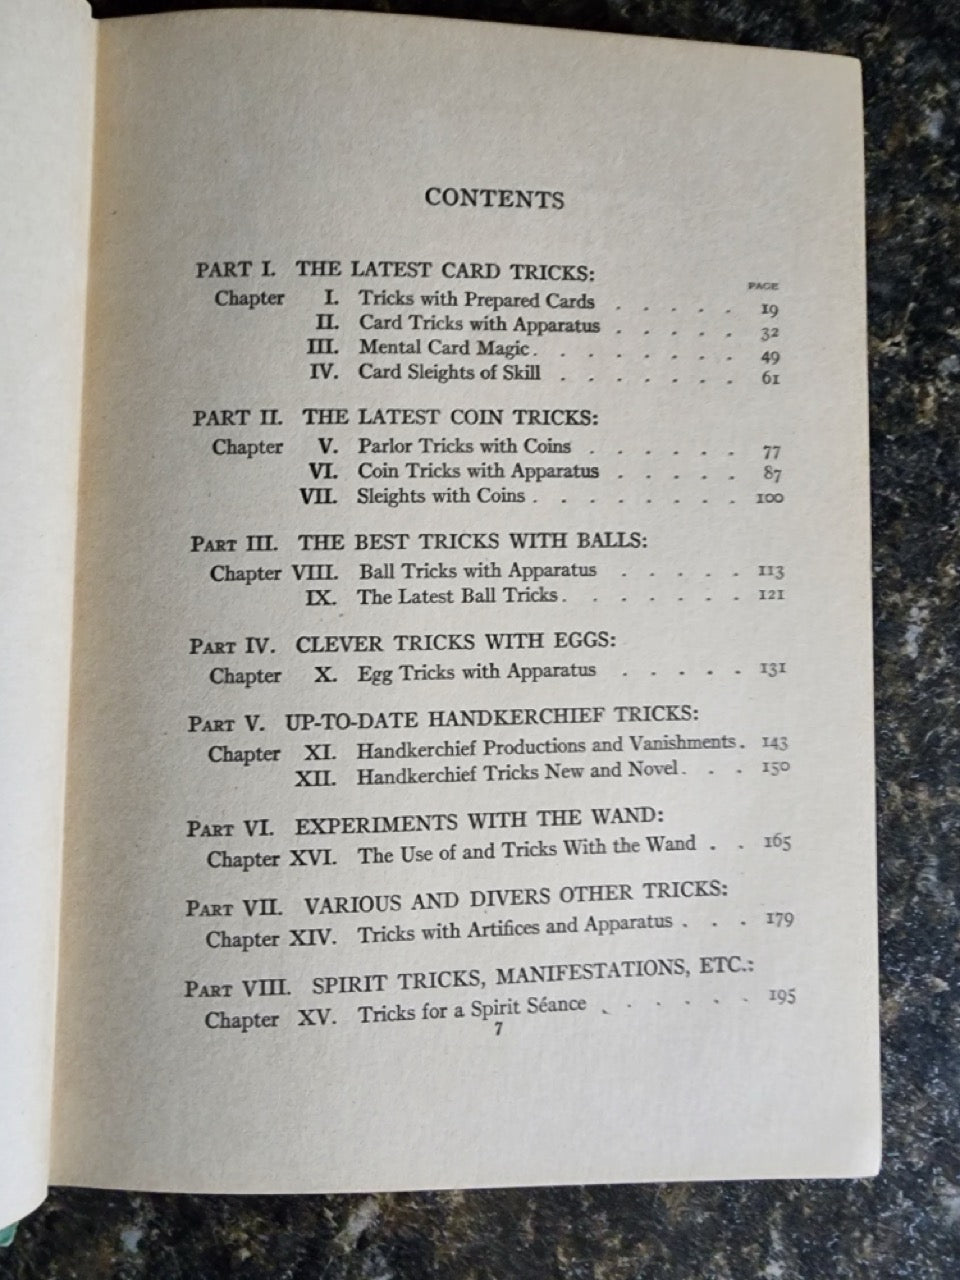 CONTENTS
PART I. THE LATEST CARD TRICKS:
PAGE
Chapter I. Tricks with Prepared Cards . . . . . 19
II. Card Tricks with Apparatus . . . . . 32
III. Mental Card Magic . . . . . . . . 49
IV. Card Sleights of Skill . . . . . . . 61
PART II. THE LATEST COIN TRICKS:
Chapter V. Parlor Tricks with Coins . . . . . . 77
VI. Coin Tricks with Apparatus . . . . . 87
VII. Sleights with Coins . . . . . . . . 100
PART III. THE BEST TRICKS WITH BALLS:
Chapter VIII. Ball Tricks with Apparatus . . . . . 113
IX. The Latest Ball Tricks . . . . . . . 121
PART IV. CLEVER TRICKS WITH EGGS:
Chapter X. Egg Tricks with Apparatus . . . . . 131
PART V. UP-TO-DATE HANDKERCHIEF TRICKS:
Chapter XI. Handkerchief Productions and Vanishments . 143
XII. Handkerchief Tricks New and Novel . . . 150
PART VI. EXPERIMENTS WITH THE WAND:
Chapter XVI. The Use of and Tricks With the Wand . . 165
PART VII. VARIOUS AND DIVERS OTHER TRICKS:
Chapter XIV. Tricks with Artifices and Apparatus . . . 179
PART VIII. SPIRIT TRICKS, MANIFESTATIONS, ETC.:
Chapter XV. Tricks for a Spirit Séance . . . . . . 195
7